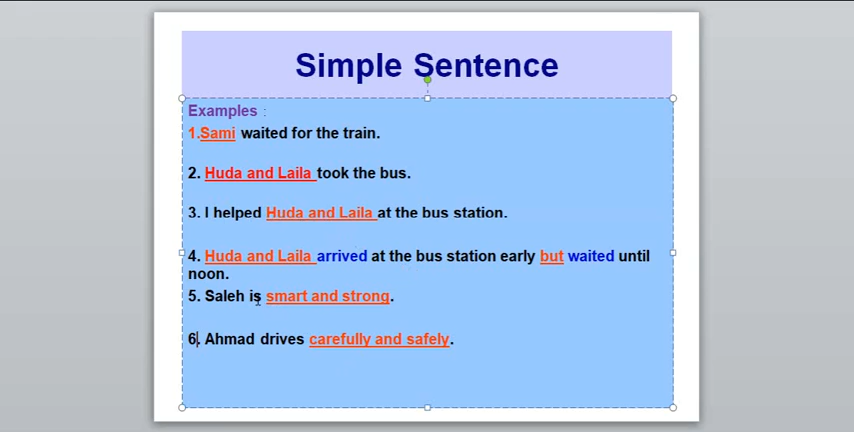 Simple Sentence
Examples :
1.Sami waited for the train.
2. Huda and Laila took the bus.
3. I helped Huda and Laila at the bus station.
4. Huda and Laila arrived at the bus station early but waited until
noon.
5. Saleh is smart and strong.
6. Ahmad drives carefully and safely.